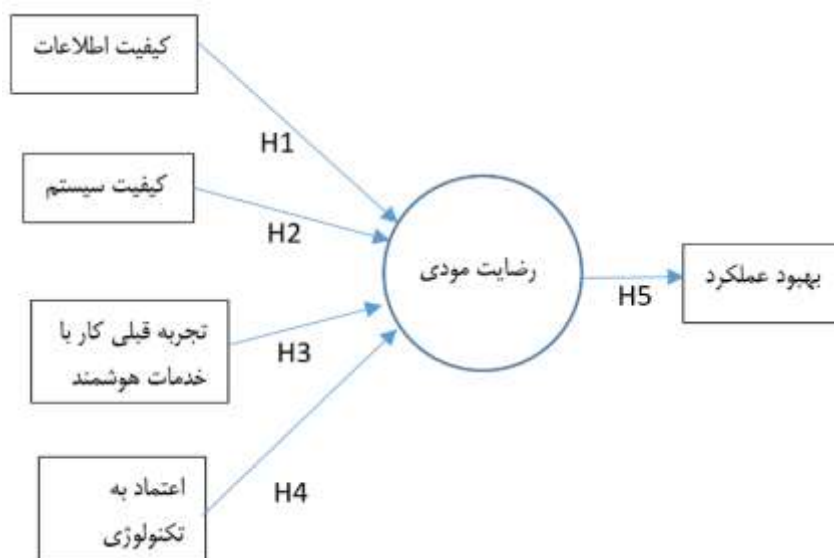 کیفیت اطلاعات
H1
کیفیت سیستم
H2
رضایت مودی
بهبود عملکرد
H5
تجربه قبلی کار با
خدمات هوشمند
H3
اعتماد به
تکنولوژی
H4